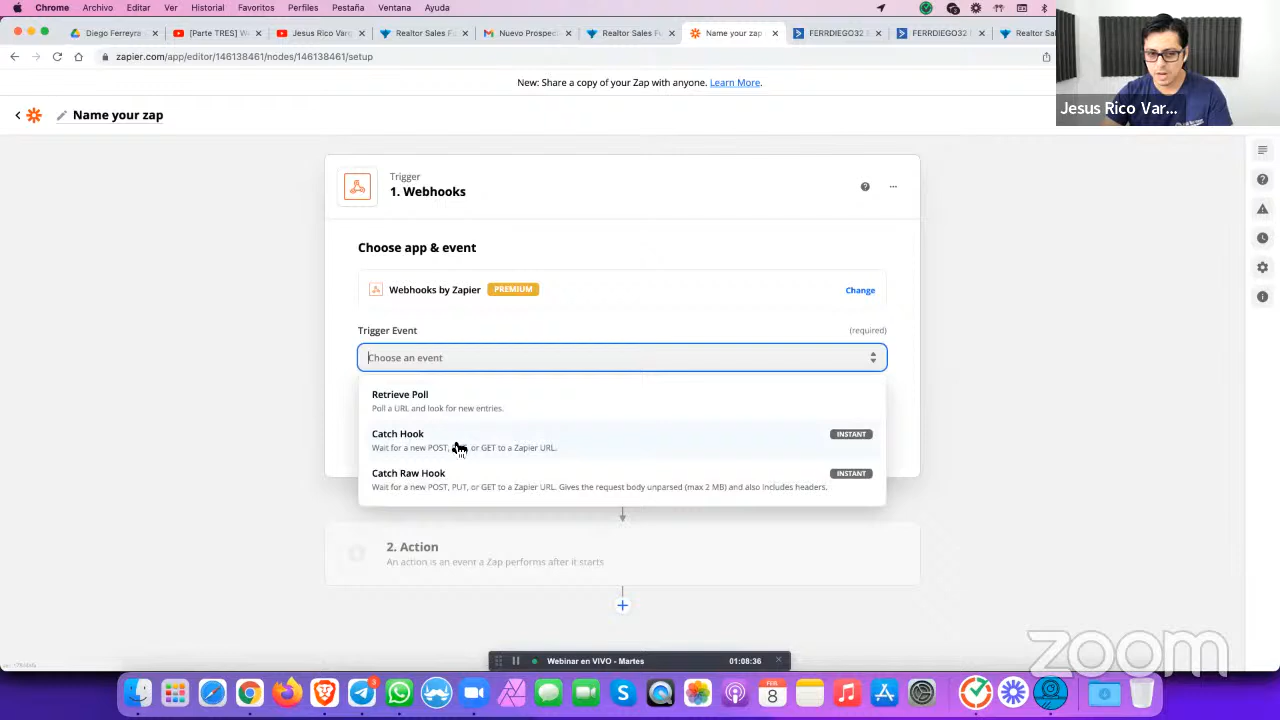 Chrome Archivo Editar Ver Historial Favoritos Perfiles Pestaña Ventana Ayuda
Diego Ferreyra - [Parte TRES] W Jesus Rico Varg Realtor Sales Fo Nuevo Prospec Realtor Sales Fu Name your zap FERRDIEGO32 FERRDIEGO32 Realtor So
zapier.com/app/editor/146138461/nodes/146138461/setup
New: Share a copy of your Zap with anyone. Learn More.
Jesus Rico Var...
Name your zap
Trigger
1. Webhooks
Choose app & event
Webhooks by Zapier PREMIUM Change
Trigger Event (required)
Choose an event
Retrieve Poll
Poll a URL and look for new entries.
Catch Hook INSTANT
Wait for a new POST, or GET to a Zapier URL.
Catch Raw Hook INSTANT
Wait for a new POST, PUT, or GET to a Zapier URL. Gives the request body unparsed (max 2 MB) and also includes headers.
2. Action
An action is an event a Zap performs after it starts
zoom
Webinar en VIVO - Martes 01:08:36
3
FEB
8